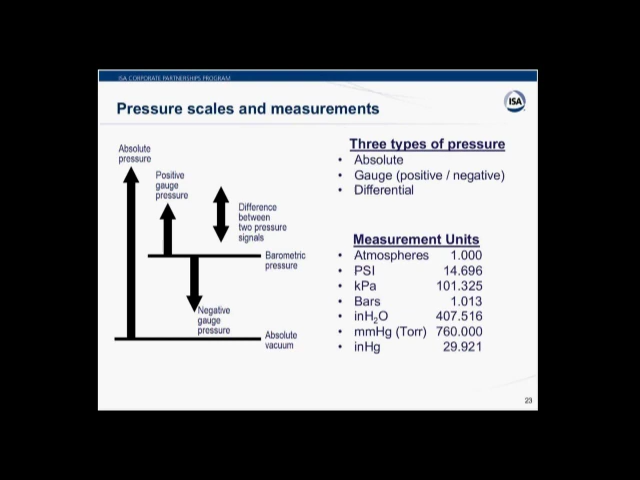 ISA CORPORATE PARTNERSHIPS PROGRAM
Pressure scales and measurements
ISA
Absolute
pressure
Positive
gauge
pressure
Difference
between
two pressure
signals
Barometric
pressure
Negative
gauge
pressure
Absolute
vacuum
Three types of pressure
• Absolute
• Gauge (positive / negative)
• Differential
Measurement Units
• Atmospheres 1.000
• PSI 14.696
• kPa 101.325
• Bars 1.013
• inH₂O 407.516
• mmHg (Torr) 760.000
• inHg 29.921
23